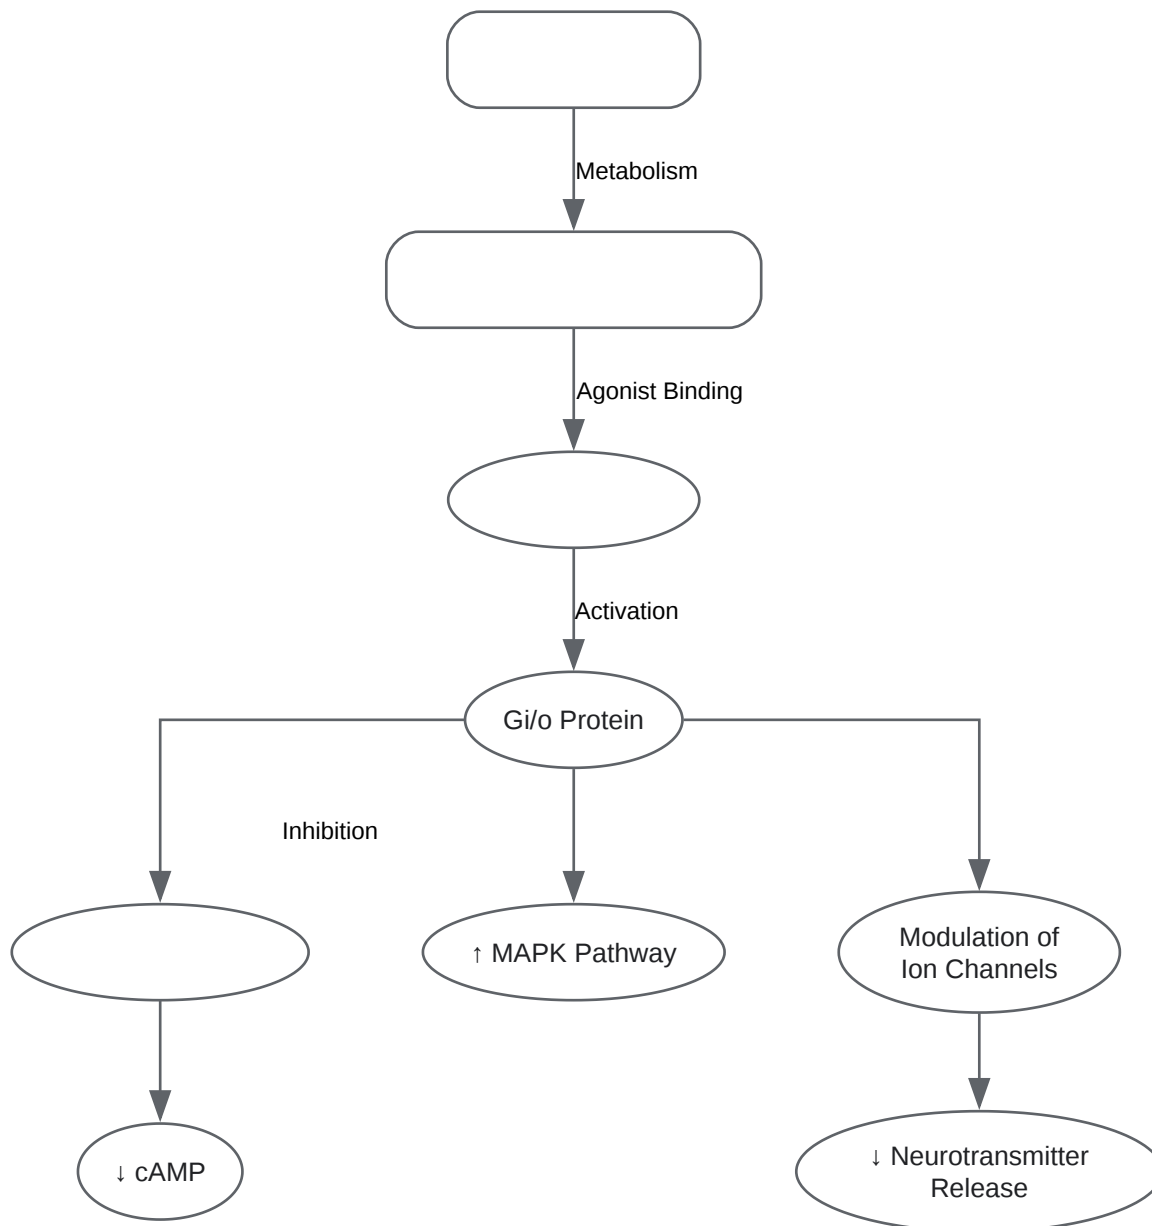 Metabolism
Agonist Binding
Activation
Gi/o Protein
Inhibition
↑ MAPK Pathway
Modulation of
Ion Channels
↓ cAMP
↓ Neurotransmitter
Release